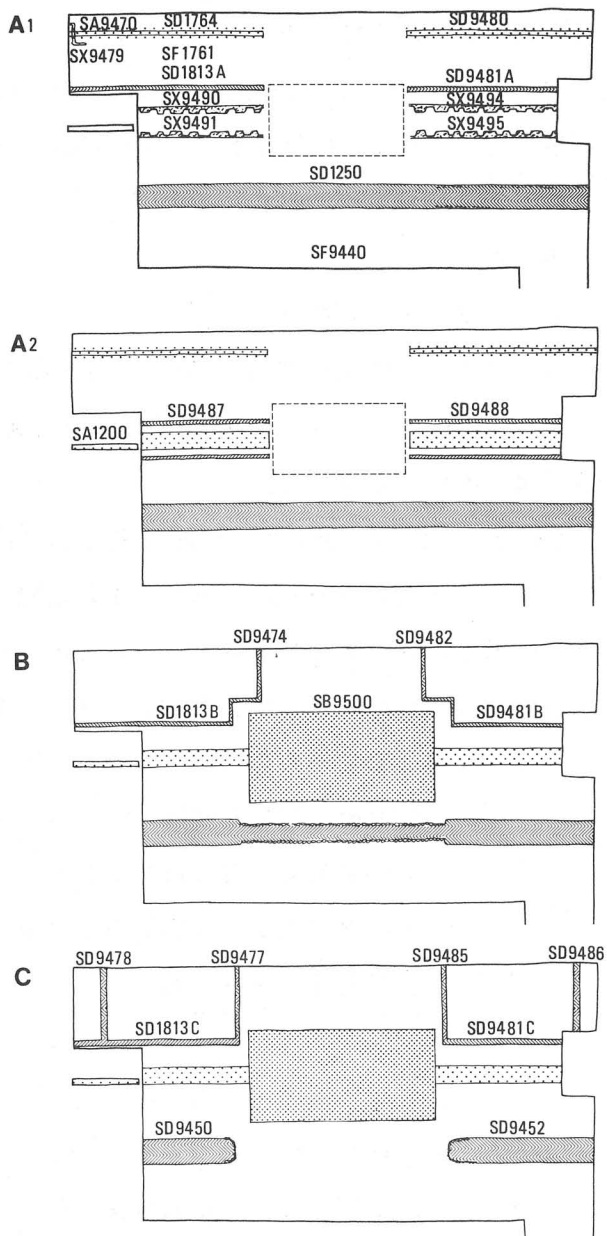 A1
SA9470 SD1764 SD9480
SX9479 SF1761
SD1813A SD9481A
SX9490 SX9494
SX9491 SX9495
SD1250
SF9440
A2
SD9487 SD9488
SA1200
SD9474 SD9482
B
SD1813B SB9500 SD9481B
SD9478 SD9477 SD9485 SD9486
C
SD1813C SD9481C
SD9450 SD9452